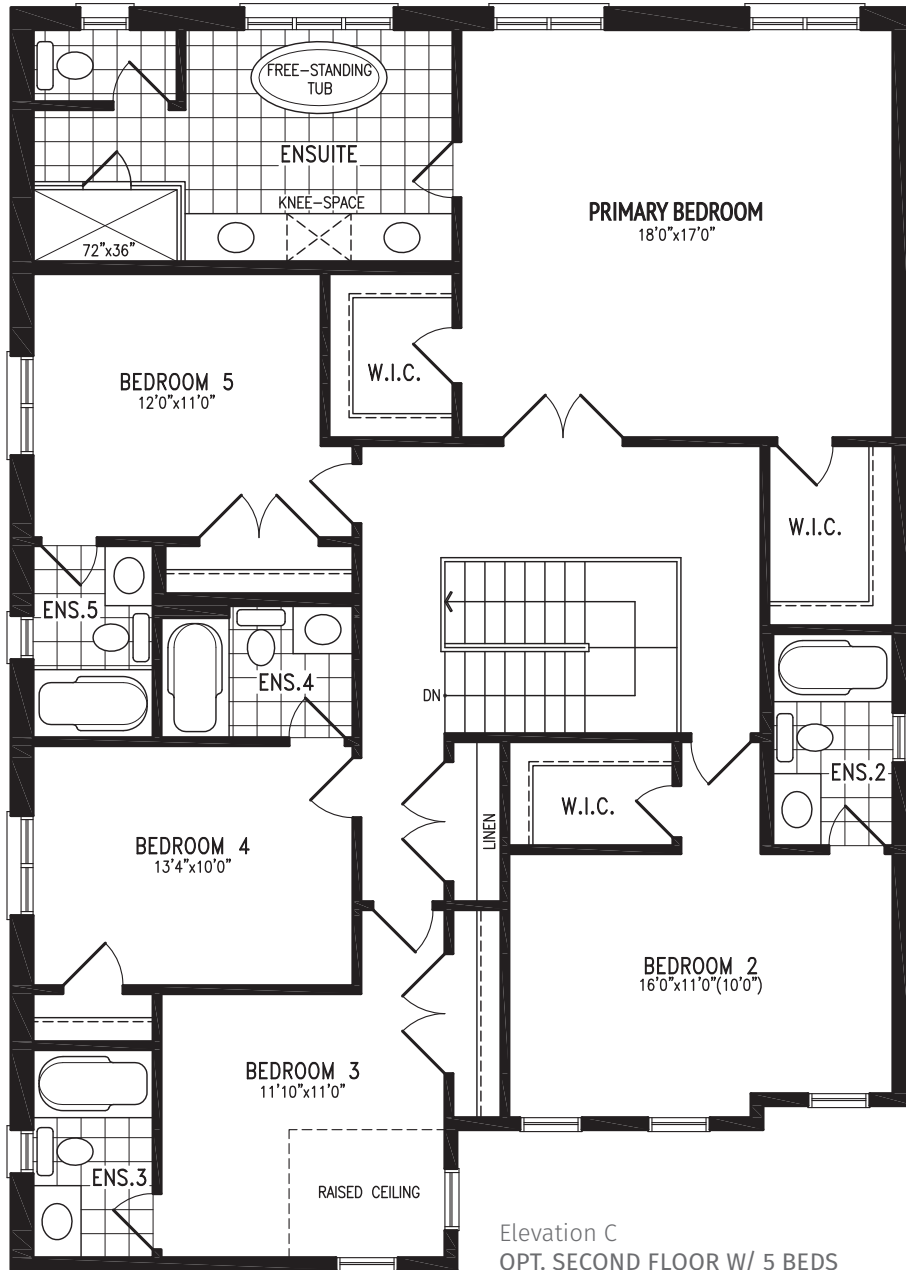 FREE-STANDING
TUB
ENSUITE
KNEE-SPACE
72"x36"
PRIMARY BEDROOM
18'0"x17'0"
W.I.C.
BEDROOM 5
12'0"x11'0"
W.I.C.
ENS.5
ENS.4
DN
ENS.2
W.I.C.
LINEN
BEDROOM 4
13'4"x10'0"
BEDROOM 2
16'0"x11'0"(10'0")
BEDROOM 3
11'10"x11'0"
ENS.3
RAISED CEILING
Elevation C
OPT. SECOND FLOOR W/ 5 BEDS